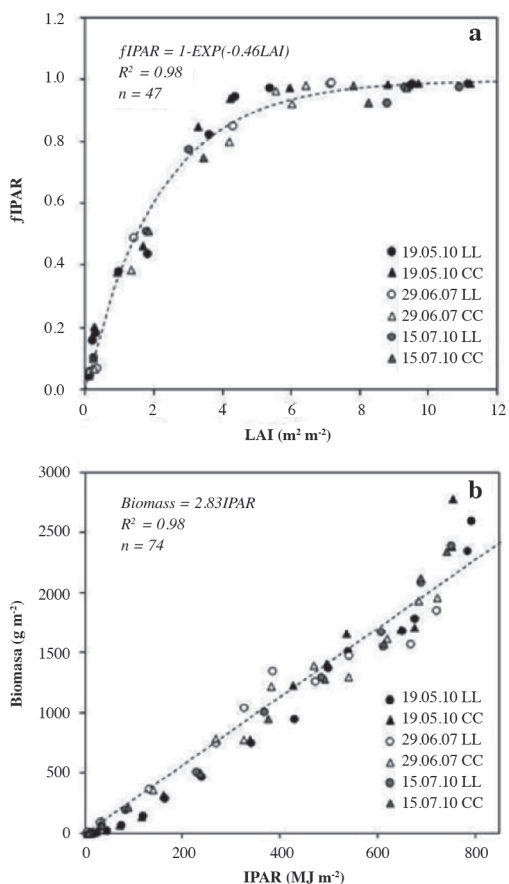 a
ƒIPAR = 1-EXP(-0.46LAI)
R² = 0.98
n = 47
1.2
1.0
0.8
0.6
0.4
0.2
0.0
ƒIPAR
19.05.10 LL
19.05.10 CC
29.06.07 LL
29.06.07 CC
15.07.10 LL
15.07.10 CC
0 2 4 6 8 10 12
LAI (m² m⁻²)
b
Biomass = 2.83IPAR
R² = 0.98
n = 74
3000
2500
2000
1500
1000
500
0
Biomasa (g m⁻²)
19.05.10 LL
19.05.10 CC
29.06.07 LL
29.06.07 CC
15.07.10 LL
15.07.10 CC
0 200 400 600 800
IPAR (MJ m⁻²)